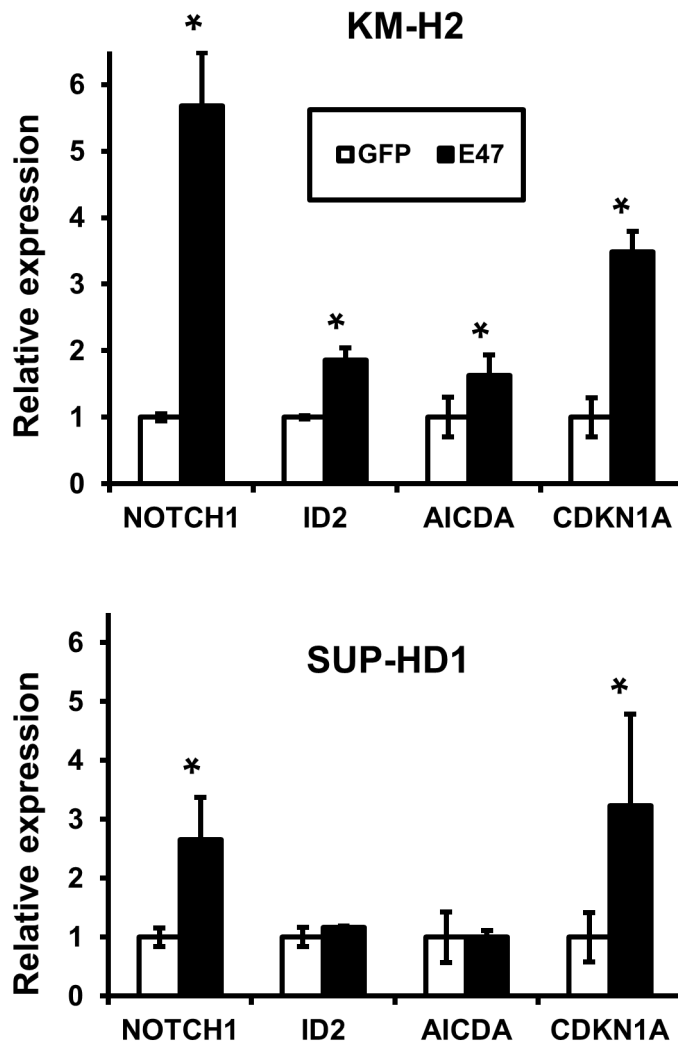 *
KM-H2
Relative expression
6
5
4
3
2
1
0
GFP E47
*
*
*
NOTCH1 ID2 AICDA CDKN1A
SUP-HD1
Relative expression
6
5
4
3
2
1
0
*
*
NOTCH1 ID2 AICDA CDKN1A